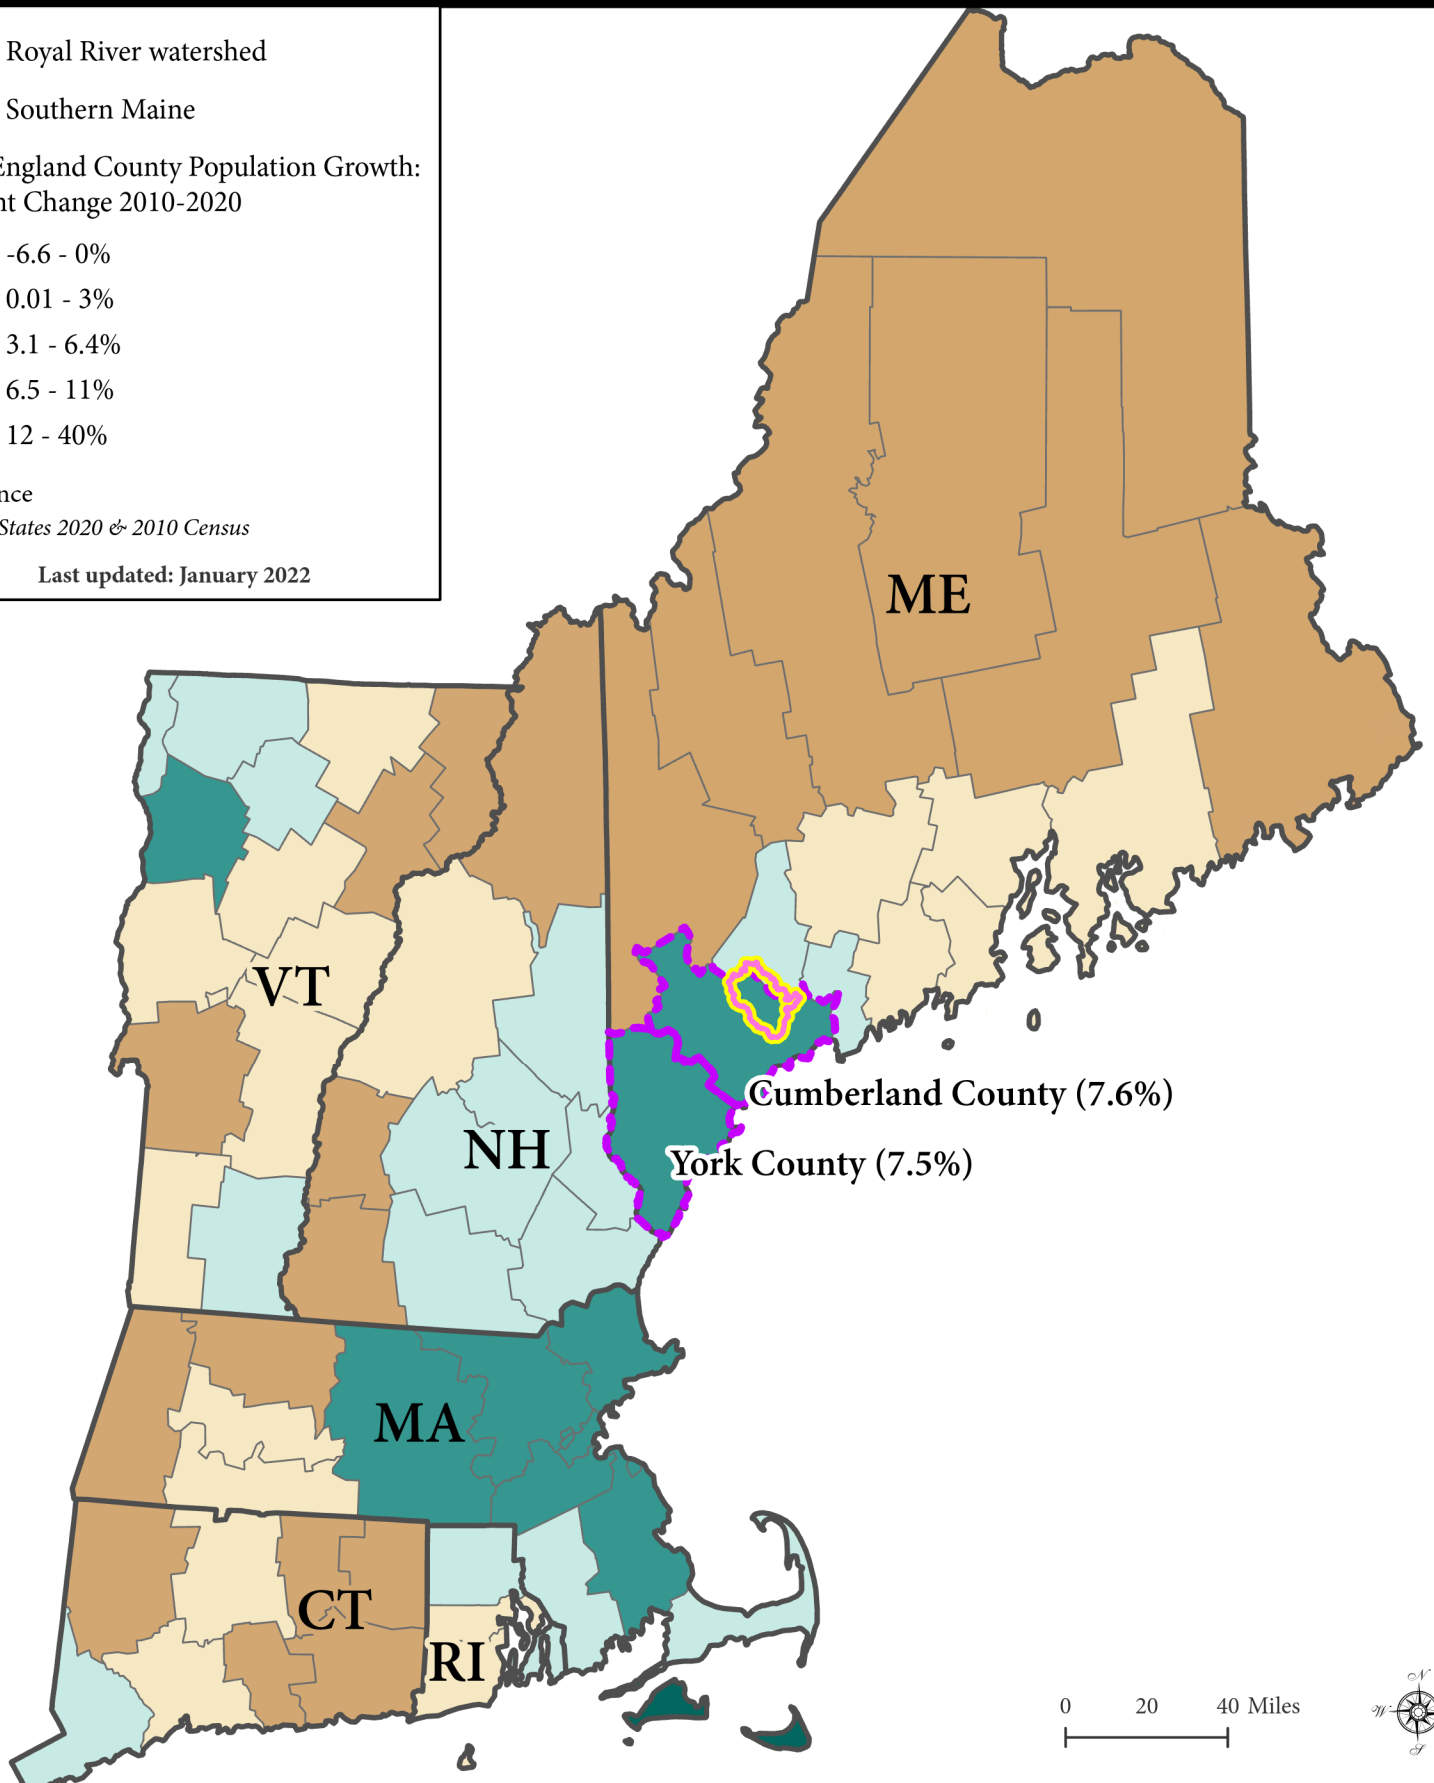 Royal River watershed
Southern Maine
England County Population Growth:
nt Change 2010-2020
-6.6 - 0%
0.01 - 3%
3.1 - 6.4%
6.5 - 11%
12 - 40%
nce
States 2020 & 2010 Census
Last updated: January 2022
ME
VT
Cumberland County (7.6%)
NH
York County (7.5%)
MA
CT
RI
0 20 40 Miles
N
W
S